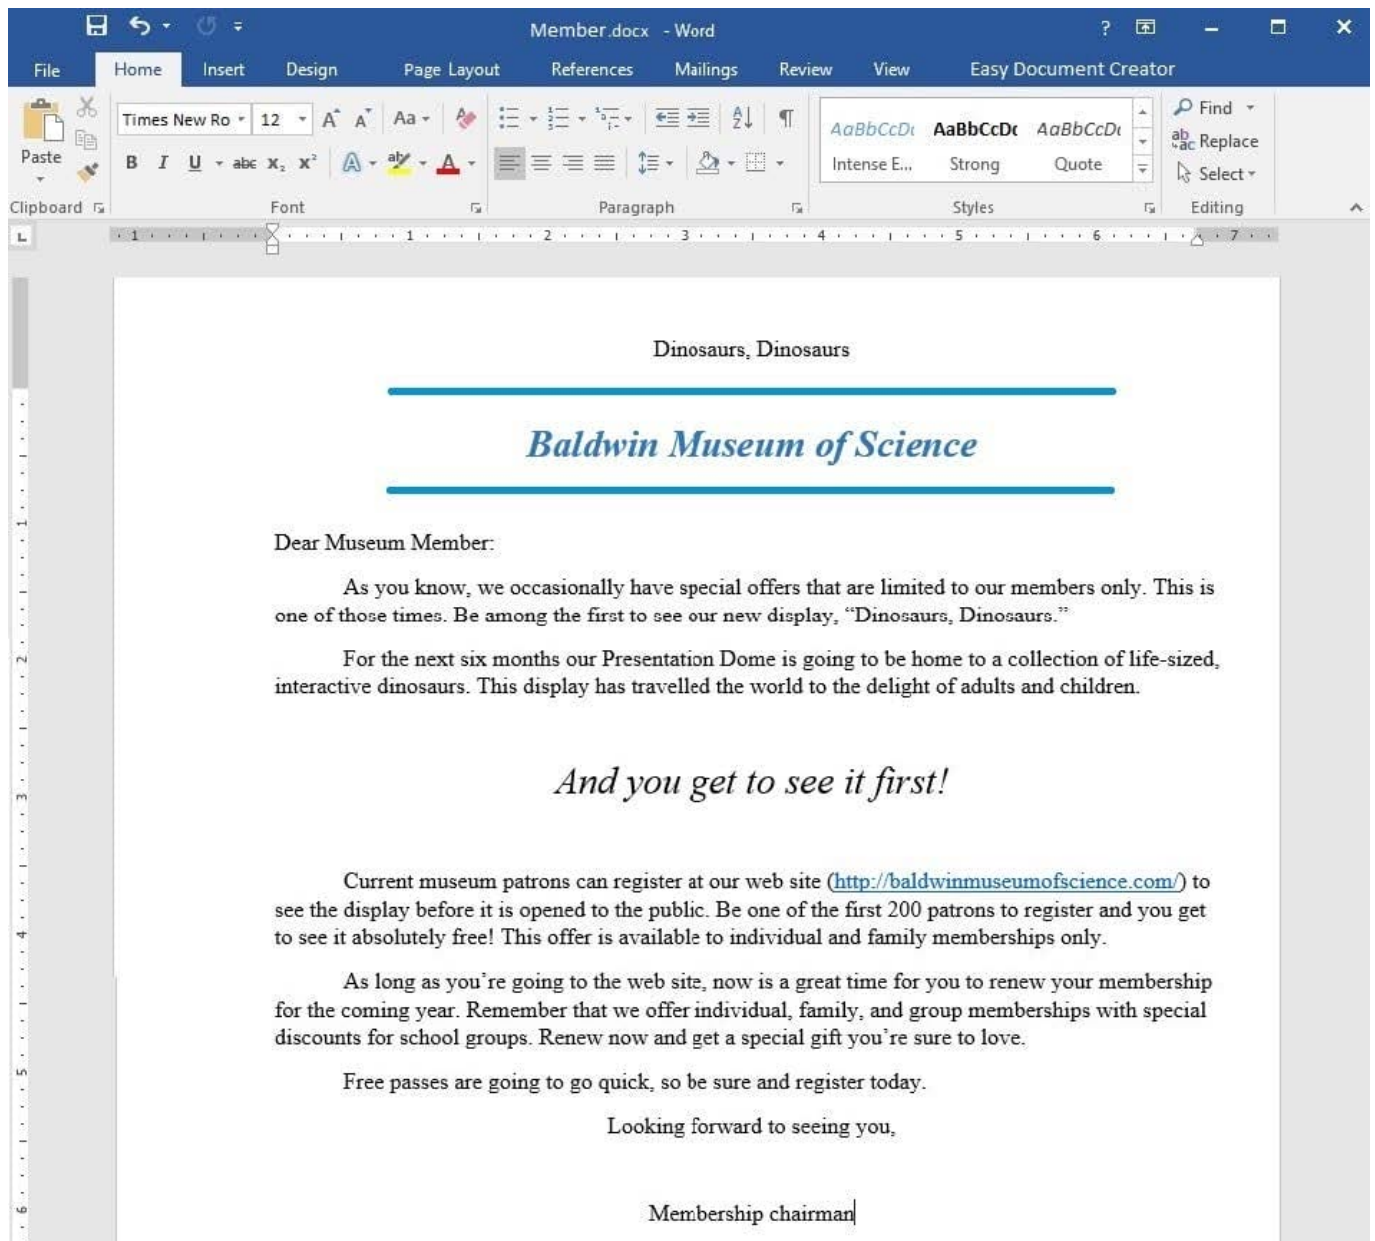 Member.docx - Word ?
File Home Insert Design Page Layout References Mailings Review View Easy Document Creator
Times New Ro 12 A A Aa AaBbCcDc AaBbCcDc AaBbCcDc Find
Paste B I U abc X₂ X² A aby A Intense E... Strong Quote Replace
Select
Clipboard Font Paragraph Styles Editing
L 1 1 2 3 4 5 6 7
Dinosaurs, Dinosaurs
Baldwin Museum of Science
Dear Museum Member:
As you know, we occasionally have special offers that are limited to our members only. This is
one of those times. Be among the first to see our new display, “Dinosaurs, Dinosaurs.”
For the next six months our Presentation Dome is going to be home to a collection of life-sized,
interactive dinosaurs. This display has travelled the world to the delight of adults and children.
And you get to see it first!
Current museum patrons can register at our web site (http://baldwinmuseumofscience.com/) to
see the display before it is opened to the public. Be one of the first 200 patrons to register and you get
to see it absolutely free! This offer is available to individual and family memberships only.
As long as you’re going to the web site, now is a great time for you to renew your membership
for the coming year. Remember that we offer individual, family, and group memberships with special
discounts for school groups. Renew now and get a special gift you’re sure to love.
Free passes are going to go quick, so be sure and register today.
Looking forward to seeing you,
Membership chairman